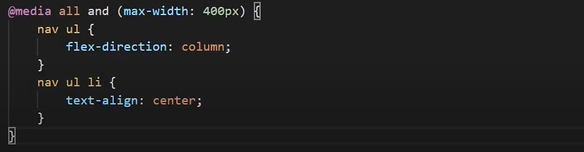 @media all and (max-width: 400px) {
    nav ul {
        flex-direction: column;
    }
    nav ul li {
        text-align: center;
    }
}